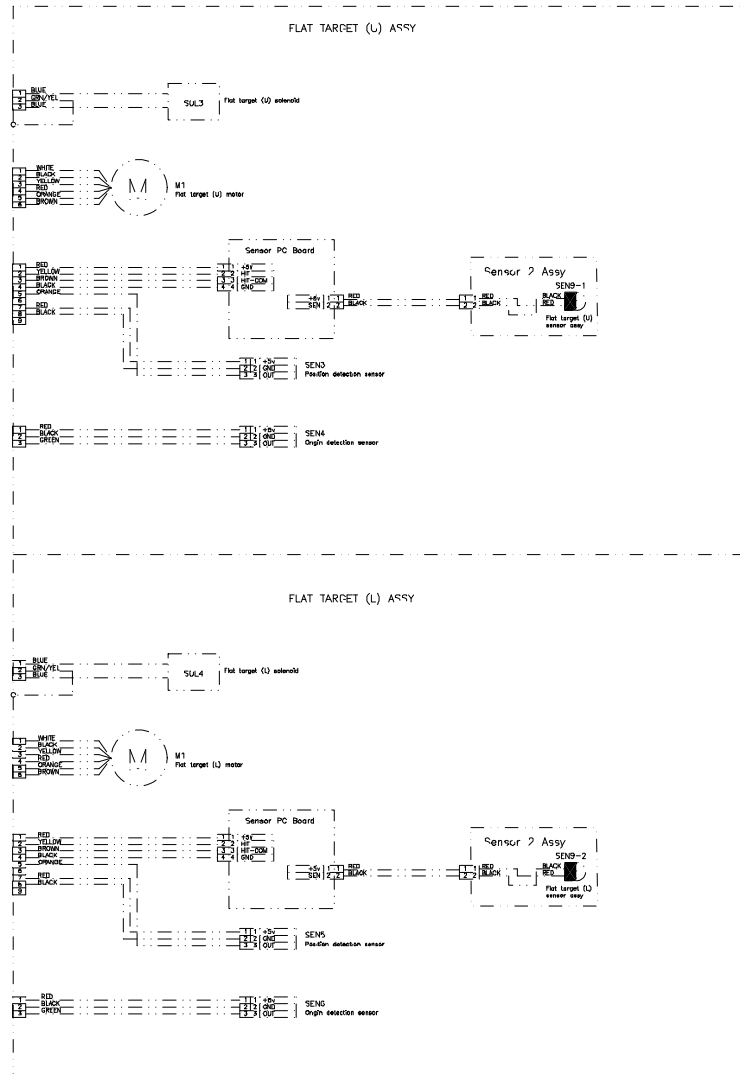 FLAT TARGET (U) ASSY
1 BLUE
2 GRN/YEL
3 BLUE
SOL3 Flat target (U) solenoid
1 WHITE
2 BLACK
3 YELLOW
4 RED
5 ORANGE
6 BROWN
M M1
Flat target (U) motor
Sensor PC Board
1 RED 1 1 +5v
2 YELLOW 2 2 HIT
3 BROWN 3 3 HIT-COM
4 BLACK 4 4 GND
5 ORANGE
6
7 RED
8 BLACK
9
+5v 1 1 RED
SEN 2 2 BLACK
Sensor 2 Assy
SEN9-1
1 1 RED BLACK
2 2 BLACK RED
Flat target (U)
sensor assy
1 1 +5v
2 2 GND
3 3 OUT
SEN3
Position detection sensor
1 RED 1 1 +5v
2 BLACK 2 2 GND
3 GREEN 3 3 OUT
SEN4
Origin detection sensor
FLAT TARGET (L) ASSY
1 BLUE
2 GRN/YEL
3 BLUE
SOL4 Flat target (L) solenoid
1 WHITE
2 BLACK
3 YELLOW
4 RED
5 ORANGE
6 BROWN
M M1
Flat target (L) motor
Sensor PC Board
1 RED 1 1 +5v
2 YELLOW 2 2 HIT
3 BROWN 3 3 HIT-COM
4 BLACK 4 4 GND
5 ORANGE
6
7 RED
8 BLACK
9
+5v 1 1 RED
SEN 2 2 BLACK
Sensor 2 Assy
SEN9-2
1 1 RED BLACK
2 2 BLACK RED
Flat target (L)
sensor assy
1 1 +5v
2 2 GND
3 3 OUT
SEN5
Position detection sensor
1 RED 1 1 +5v
2 BLACK 2 2 GND
3 GREEN 3 3 OUT
SEN6
Origin detection sensor